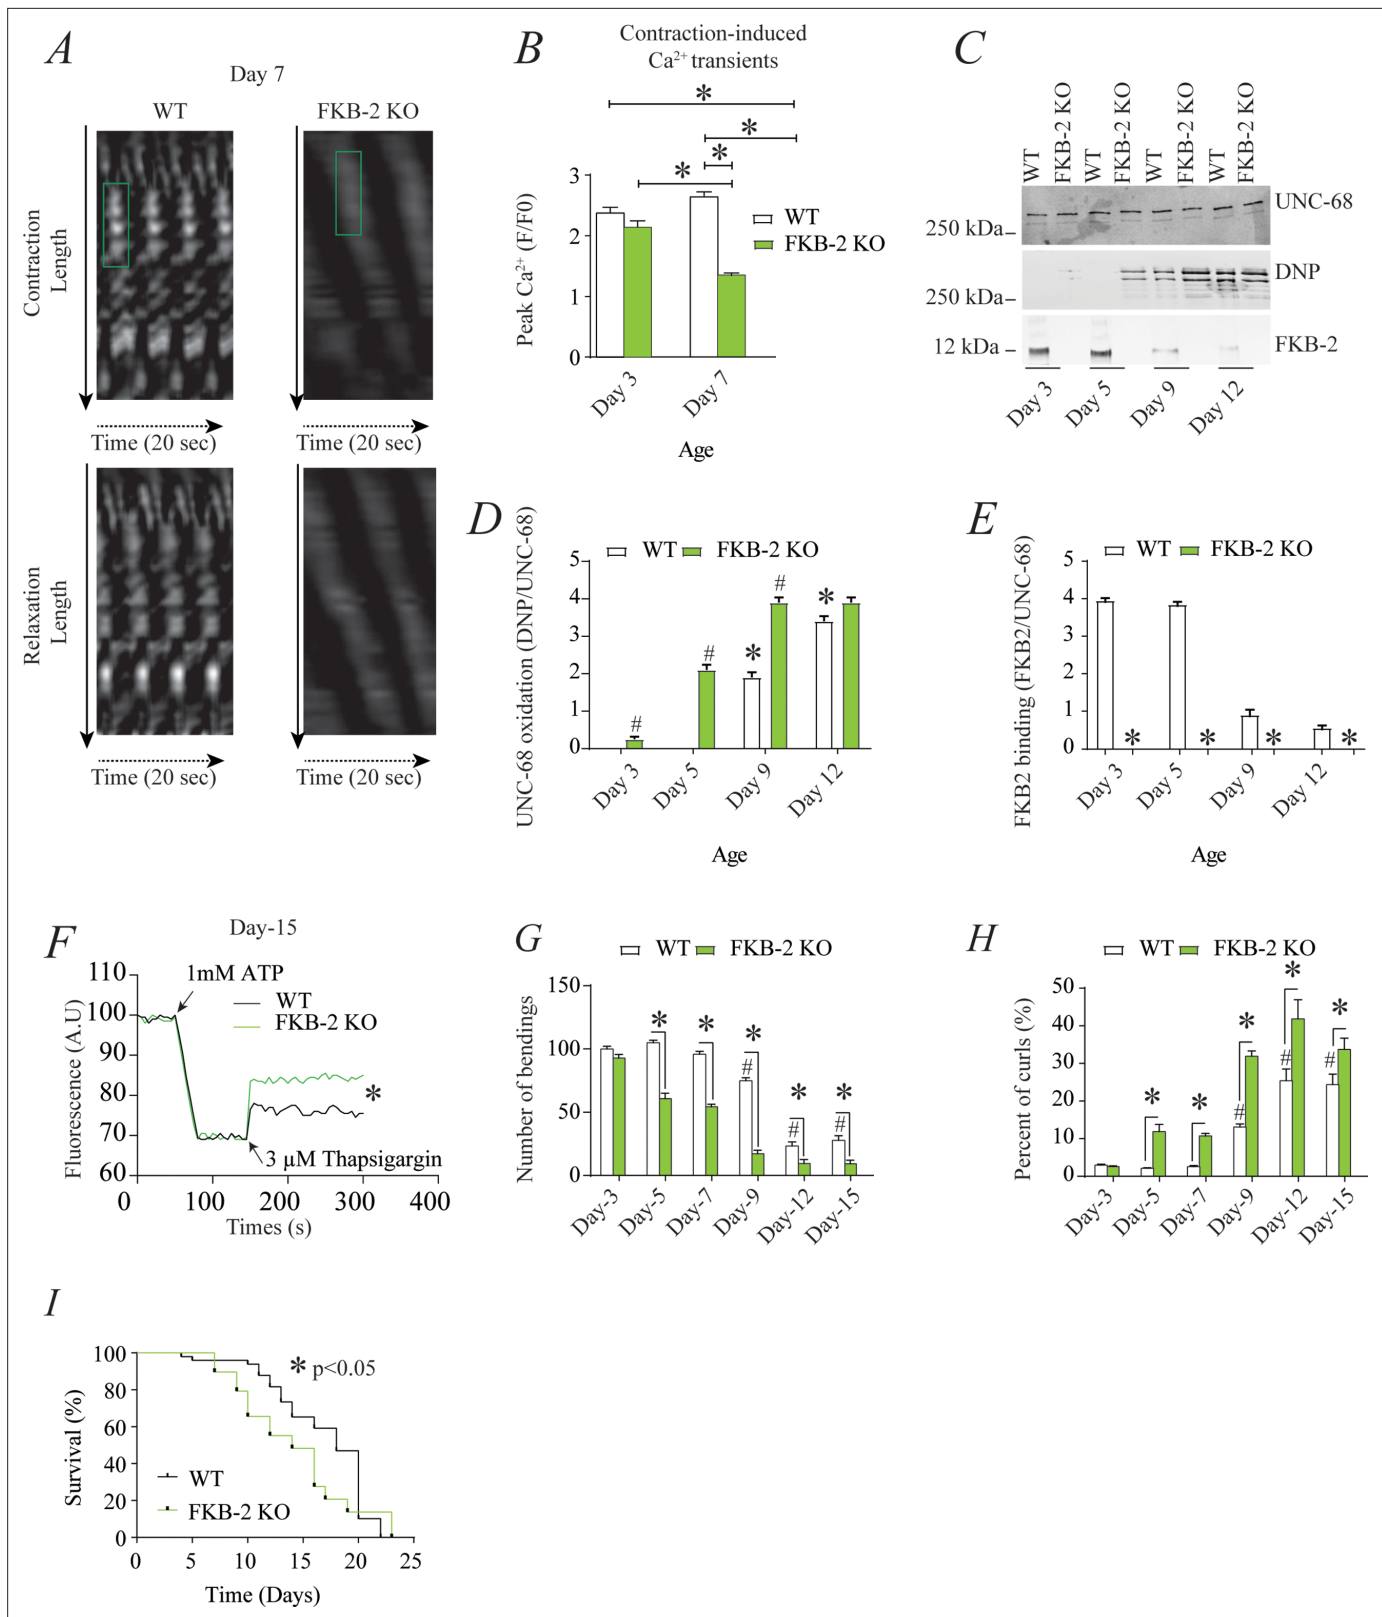 A
Day 7
WT
FKB-2 KO
Contraction
Length
Time (20 sec)
Time (20 sec)
Relaxation
Length
Time (20 sec)
Time (20 sec)
B
Contraction-induced
Ca²⁺ transients
*
*
*
*
Peak Ca²⁺ (F/F0)
3
2
1
0
WT
FKB-2 KO
Day 3
Day 7
Age
C
WT
FKB-2 KO
WT
FKB-2 KO
WT
FKB-2 KO
WT
FKB-2 KO
UNC-68
250 kDa
DNP
250 kDa
12 kDa
FKB-2
Day 3
Day 5
Day 9
Day 12
D
WT
FKB-2 KO
UNC-68 oxidation (DNP/UNC-68)
5
4
3
2
1
0
#
#
*
#
*
Day 3
Day 5
Day 9
Day 12
Age
E
WT
FKB-2 KO
FKB2 binding (FKB2/UNC-68)
5
4
3
2
1
0
*
*
*
*
Day 3
Day 5
Day 9
Day 12
Age
F
Day-15
Fluorescence (A.U)
110
100
90
80
70
60
1mM ATP
WT
FKB-2 KO
*
3 µM Thapsigargin
0
100
200
300
400
Times (s)
G
WT
FKB-2 KO
Number of bendings
150
100
50
0
*
*
*
#
*
#
*
#
Day-3
Day-5
Day-7
Day-9
Day-12
Day-15
H
WT
FKB-2 KO
Percent of curls (%)
50
40
30
20
10
0
*
*
*
#
*
#
*
#
Day-3
Day-5
Day-7
Day-9
Day-12
Day-15
I
Survival (%)
100
80
60
40
20
0
* p<0.05
WT
FKB-2 KO
0
5
10
15
20
25
Time (Days)